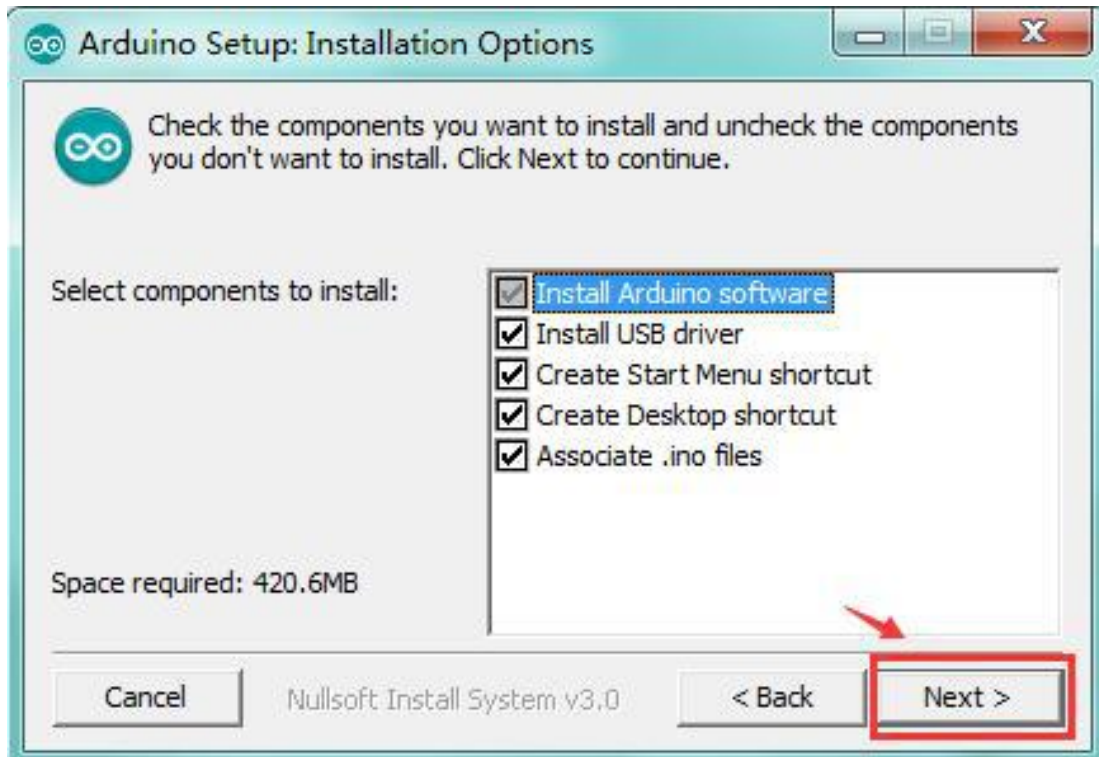 Arduino Setup: Installation Options
Check the components you want to install and uncheck the components
you don't want to install. Click Next to continue.
Select components to install:
Install Arduino software
Install USB driver
Create Start Menu shortcut
Create Desktop shortcut
Associate .ino files
Space required: 420.6MB
Cancel
Nullsoft Install System v3.0
< Back
Next >